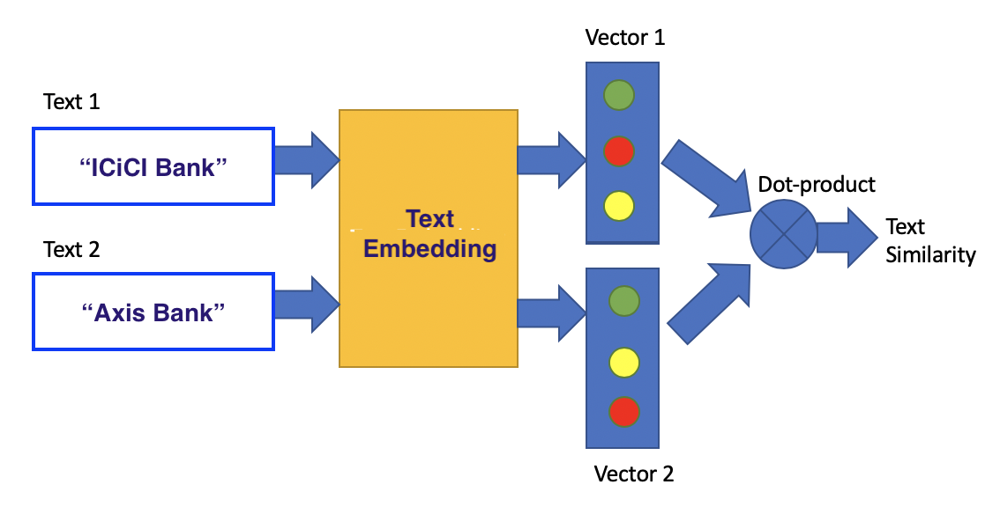 Vector 1
Text 1
“ICiCI Bank”
Dot-product
Text
Embedding
Text
Similarity
Text 2
“Axis Bank”
Vector 2